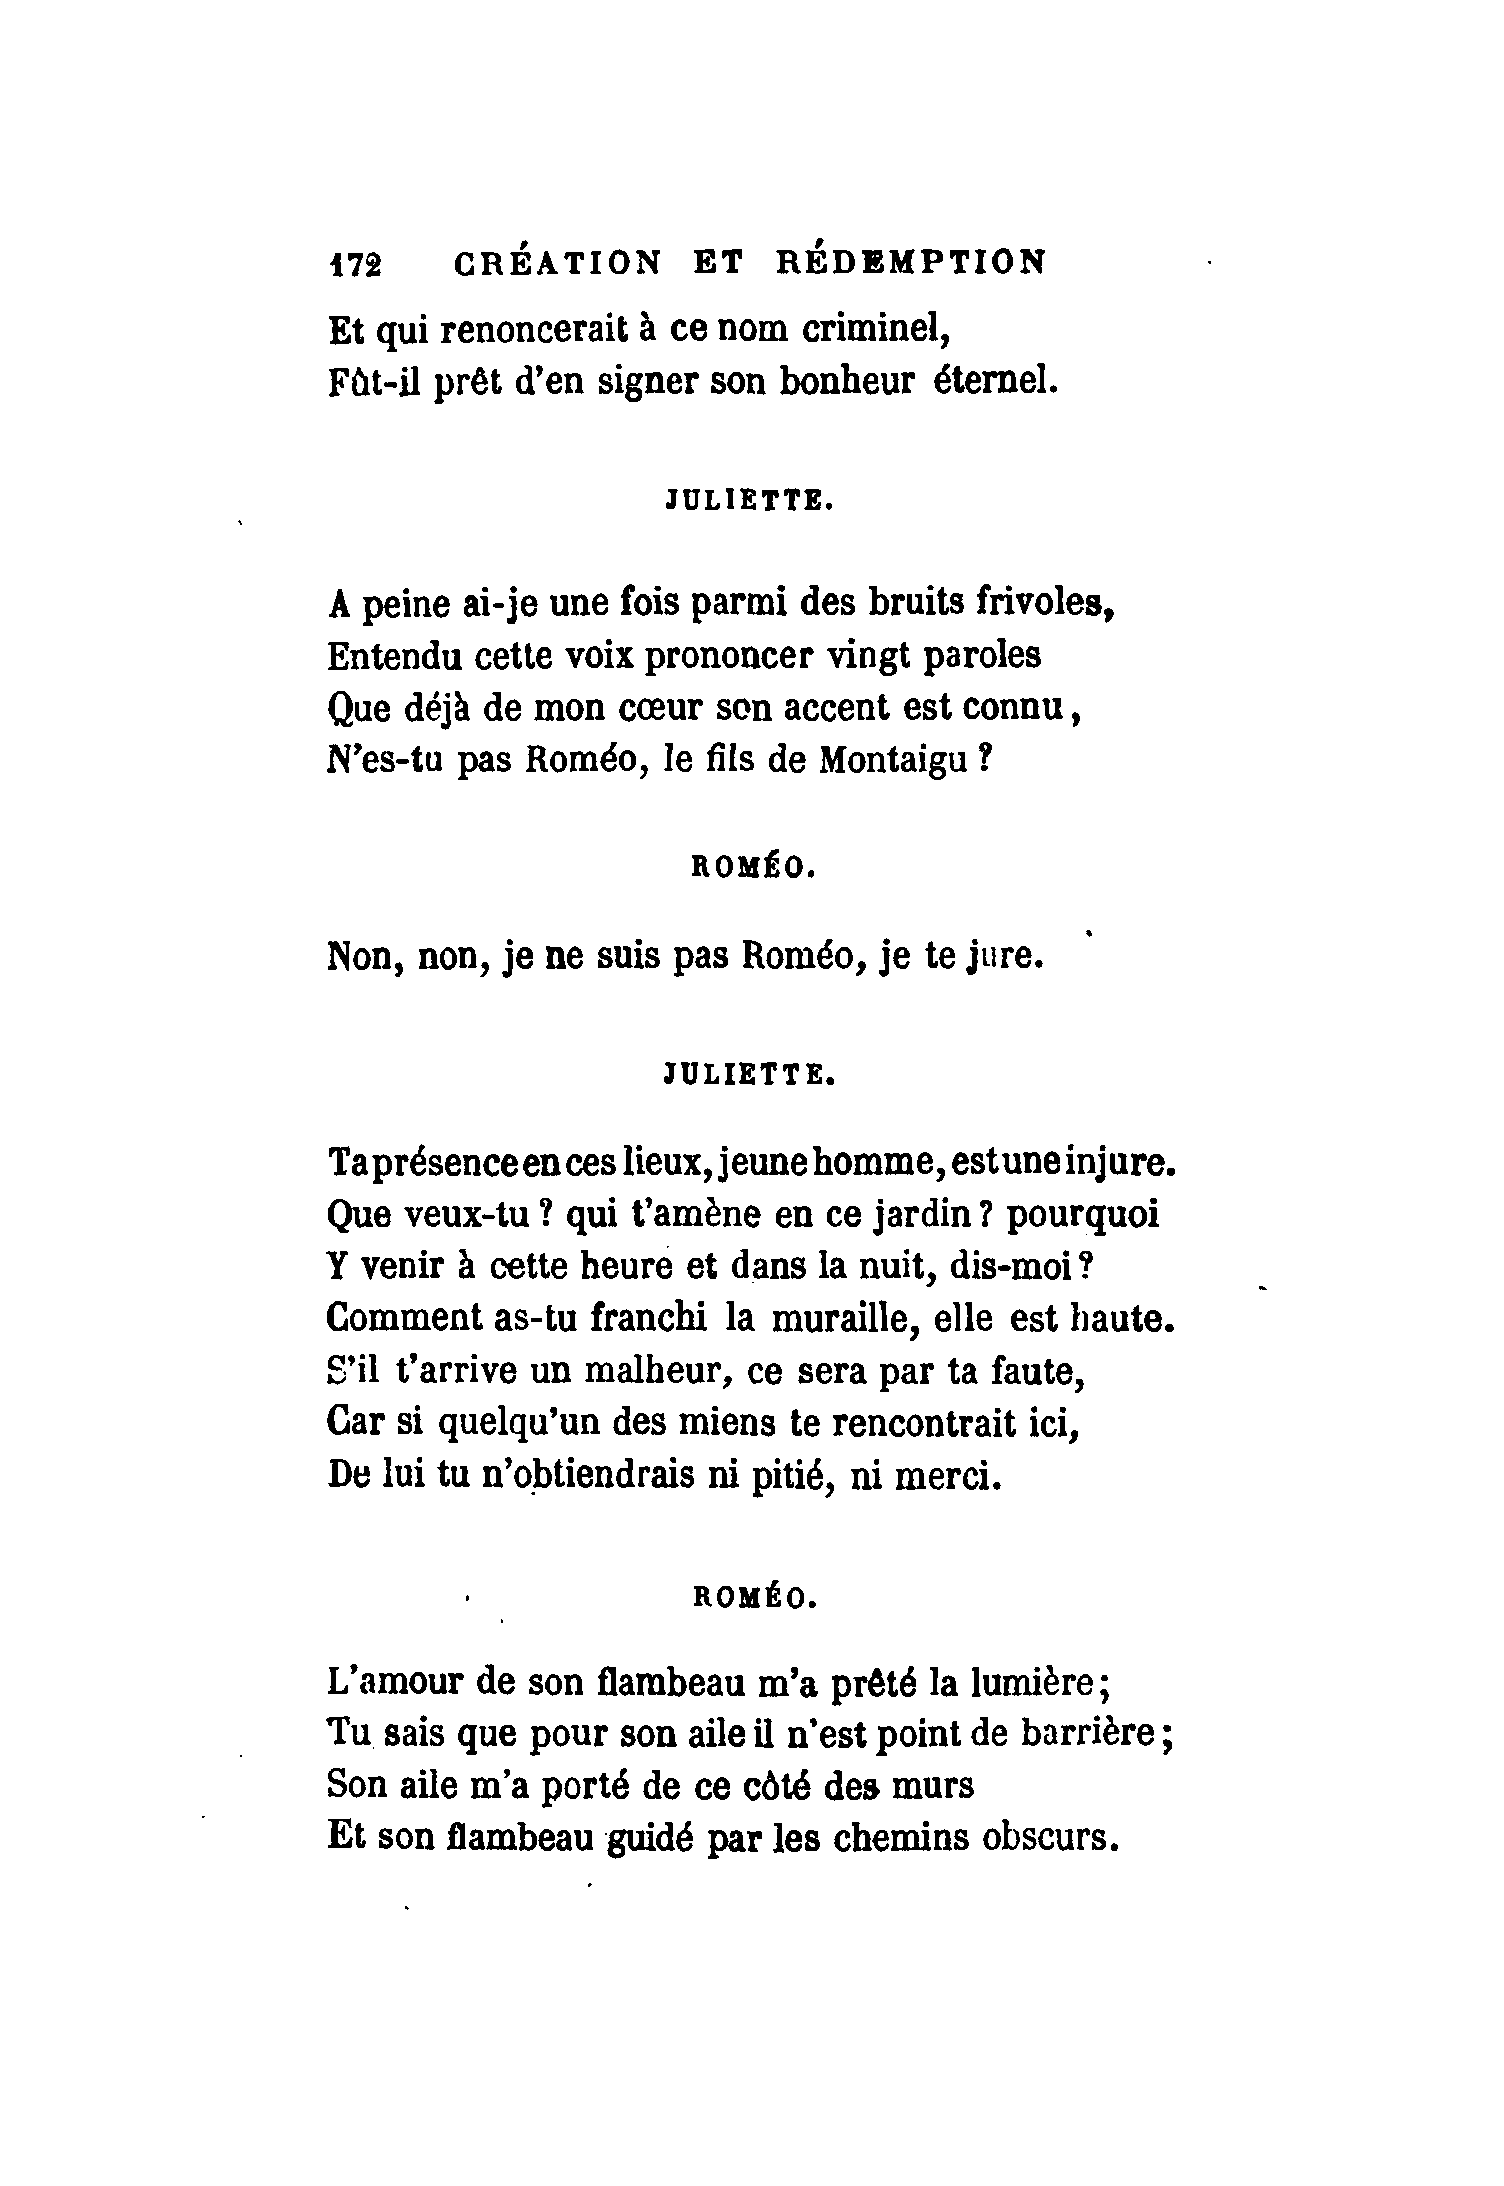 172 CRÉATION ET RÉDEMPTION
Et qui renoncerait à ce nom criminel,
Fût-il prêt d'en signer son bonheur éternel.
JULIETTE.
A peine ai-je une fois parmi des bruits frivoles,
Entendu cette voix prononcer vingt paroles
Que déjà de mon cœur son accent est connu,
N'es-tu pas Roméo, le fils de Montaigu ?
ROMÉO.
Non, non, je ne suis pas Roméo, je te jure.
JULIETTE.
Ta présence en ces lieux, jeune homme, est une injure.
Que veux-tu ? qui t'amène en ce jardin ? pourquoi
Y venir à cette heure et dans la nuit, dis-moi ?
Comment as-tu franchi la muraille, elle est haute.
S'il t'arrive un malheur, ce sera par ta faute,
Car si quelqu'un des miens te rencontrait ici,
De lui tu n'obtiendrais ni pitié, ni merci.
ROMÉO.
L'amour de son flambeau m'a prêté la lumière ;
Tu sais que pour son aile il n'est point de barrière ;
Son aile m'a porté de ce côté des murs
Et son flambeau guidé par les chemins obscurs.